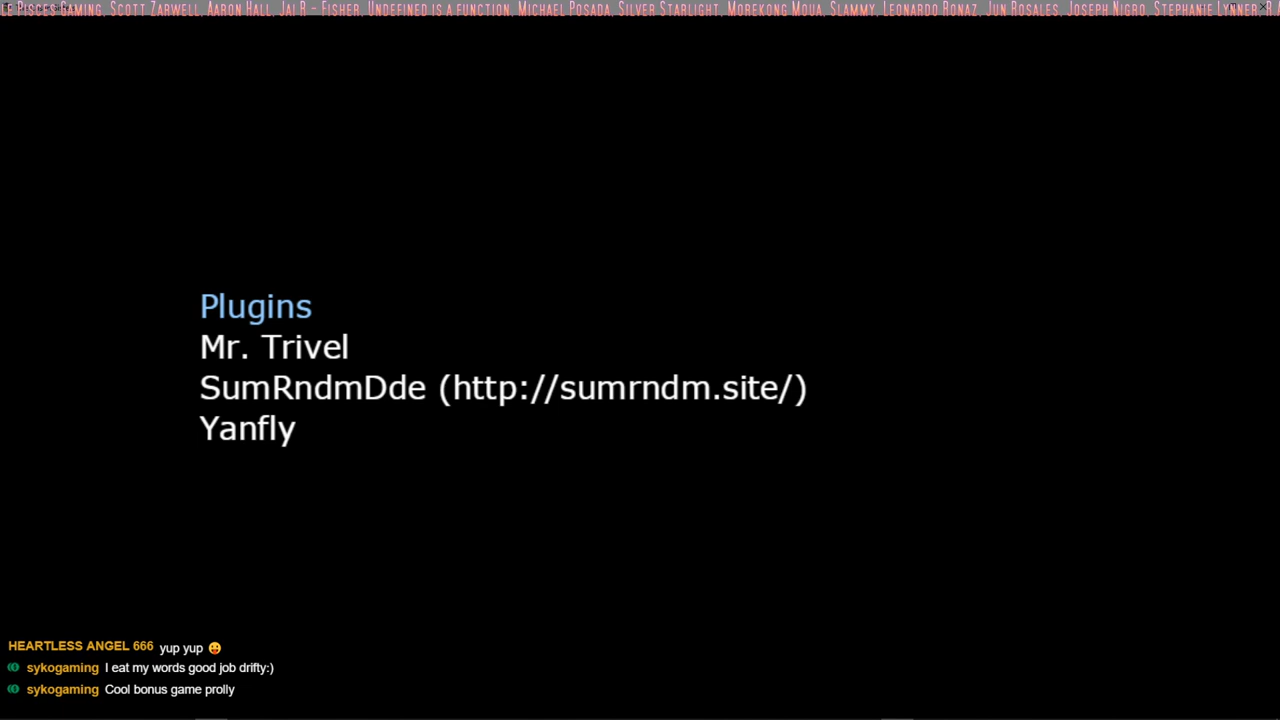 LE PISCES GAMING, SCOTT ZARWELL, AARON HALL, JAI R - FISHER, UNDEFINED IS A FUNCTION, MICHAEL POSADA, SILVER STARLIGHT, MOREKONG MOUA, SLAMMY, LEONARDO RONAZ, JUN ROSALES, JOSEPH NIGRO, STEPHANIE LYNNER,
Plugins
Mr. Trivel
SumRndmDde (http://sumrndm.site/)
Yanfly
HEARTLESS ANGEL 666 yup yup 😛
sykogaming I eat my words good job drifty:)
sykogaming Cool bonus game prolly